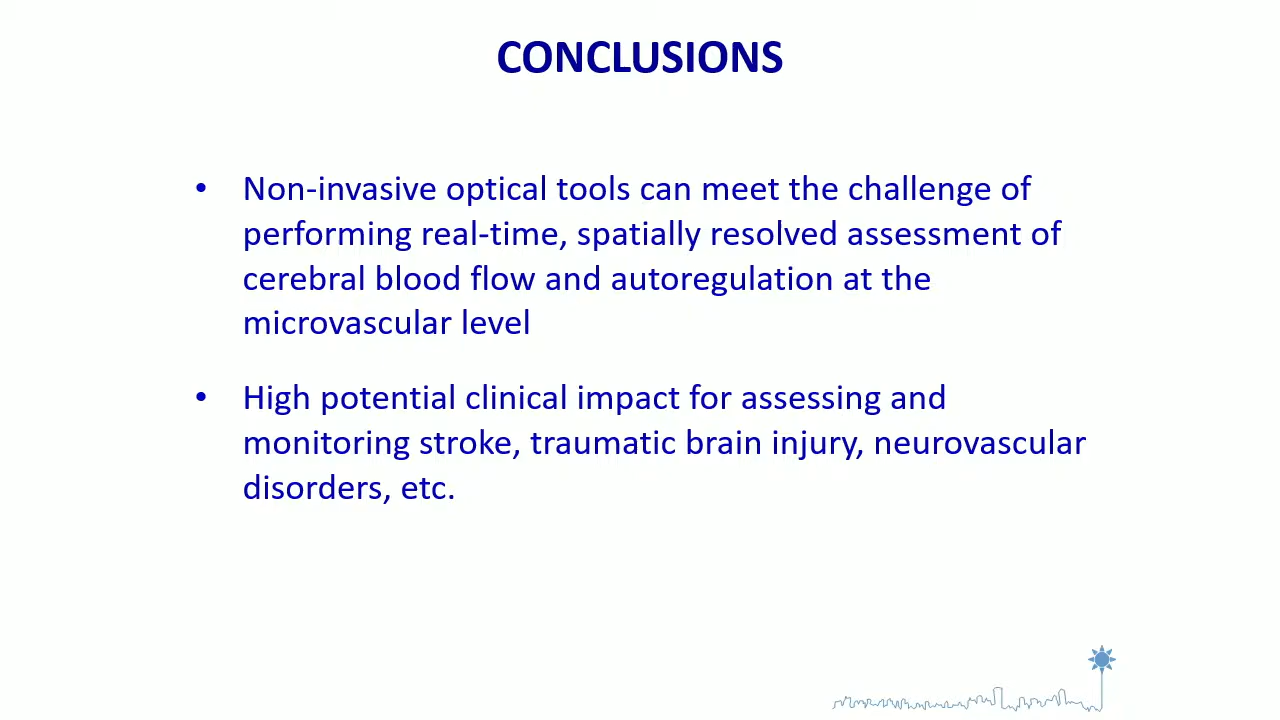 CONCLUSIONS
• Non-invasive optical tools can meet the challenge of
performing real-time, spatially resolved assessment of
cerebral blood flow and autoregulation at the
microvascular level
• High potential clinical impact for assessing and
monitoring stroke, traumatic brain injury, neurovascular
disorders, etc.